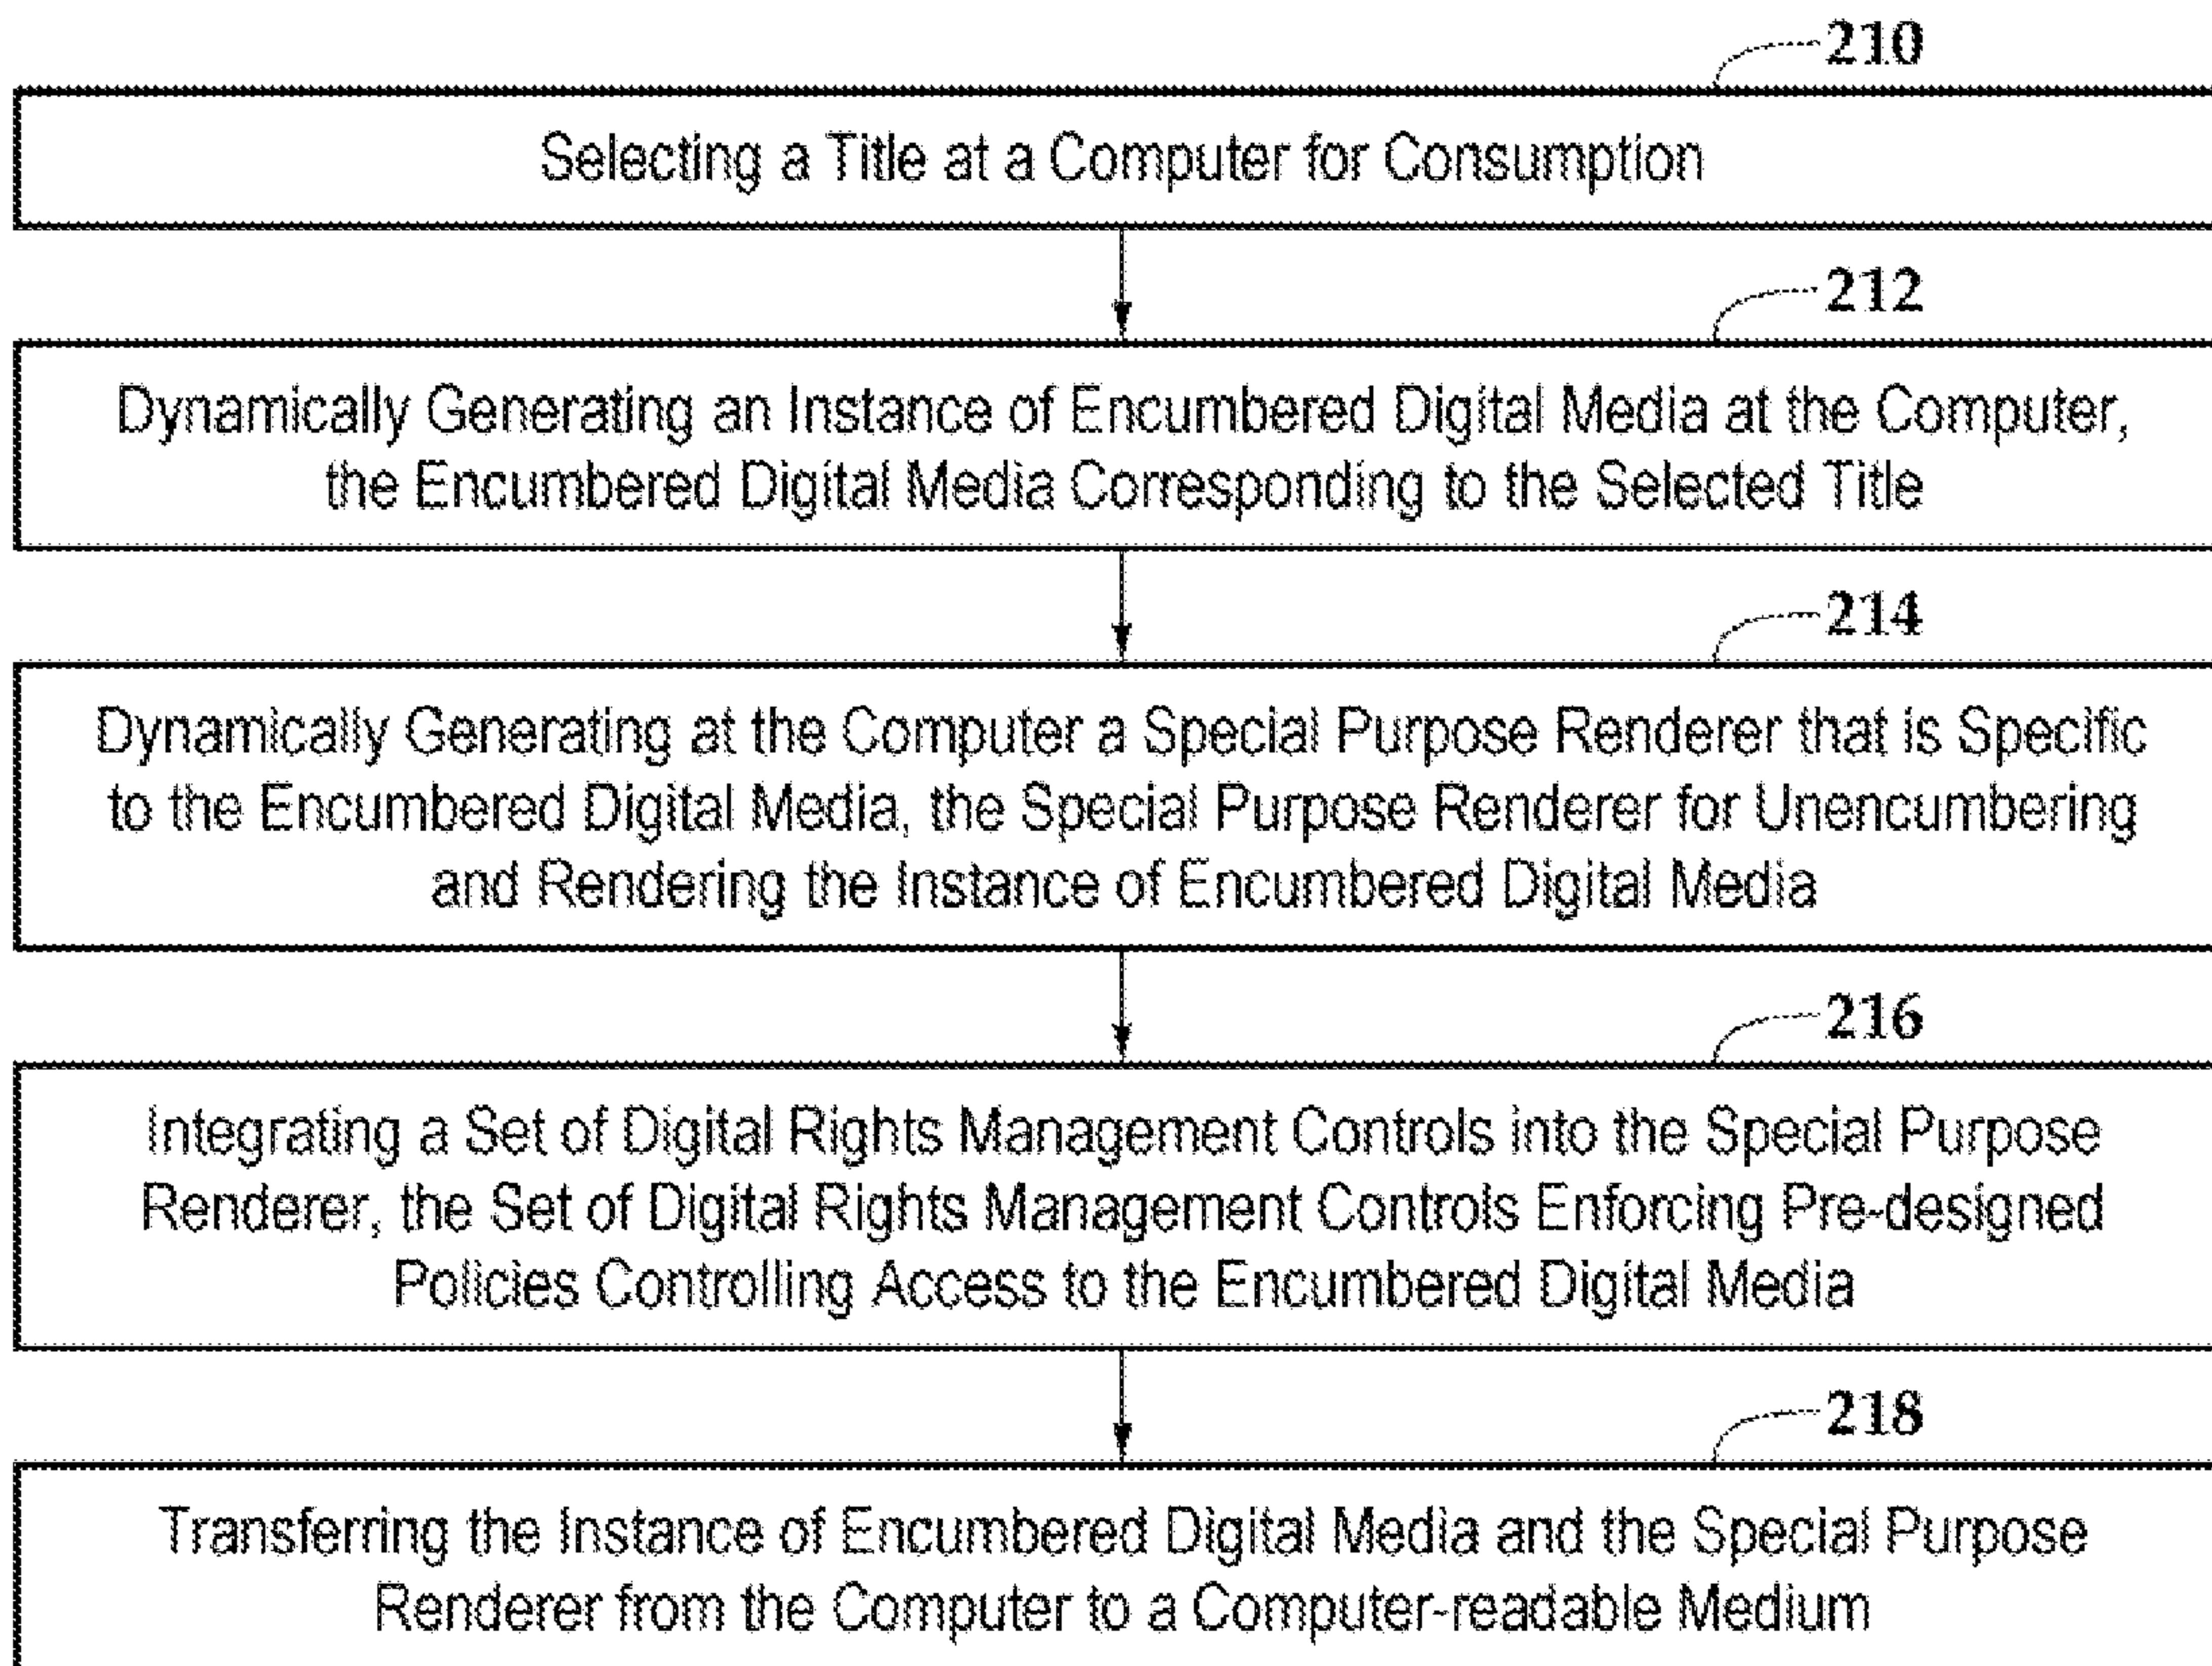 210
Selecting a Title at a Computer for Consumption
212
Dynamically Generating an Instance of Encumbered Digital Media at the Computer,
the Encumbered Digital Media Corresponding to the Selected Title
214
Dynamically Generating at the Computer a Special Purpose Renderer that is Specific
to the Encumbered Digital Media, the Special Purpose Renderer for Unencumbering
and Rendering the Instance of Encumbered Digital Media
216
Integrating a Set of Digital Rights Management Controls into the Special Purpose
Renderer, the Set of Digital Rights Management Controls Enforcing Pre-designed
Policies Controlling Access to the Encumbered Digital Media
218
Transferring the Instance of Encumbered Digital Media and the Special Purpose
Renderer from the Computer to a Computer-readable Medium